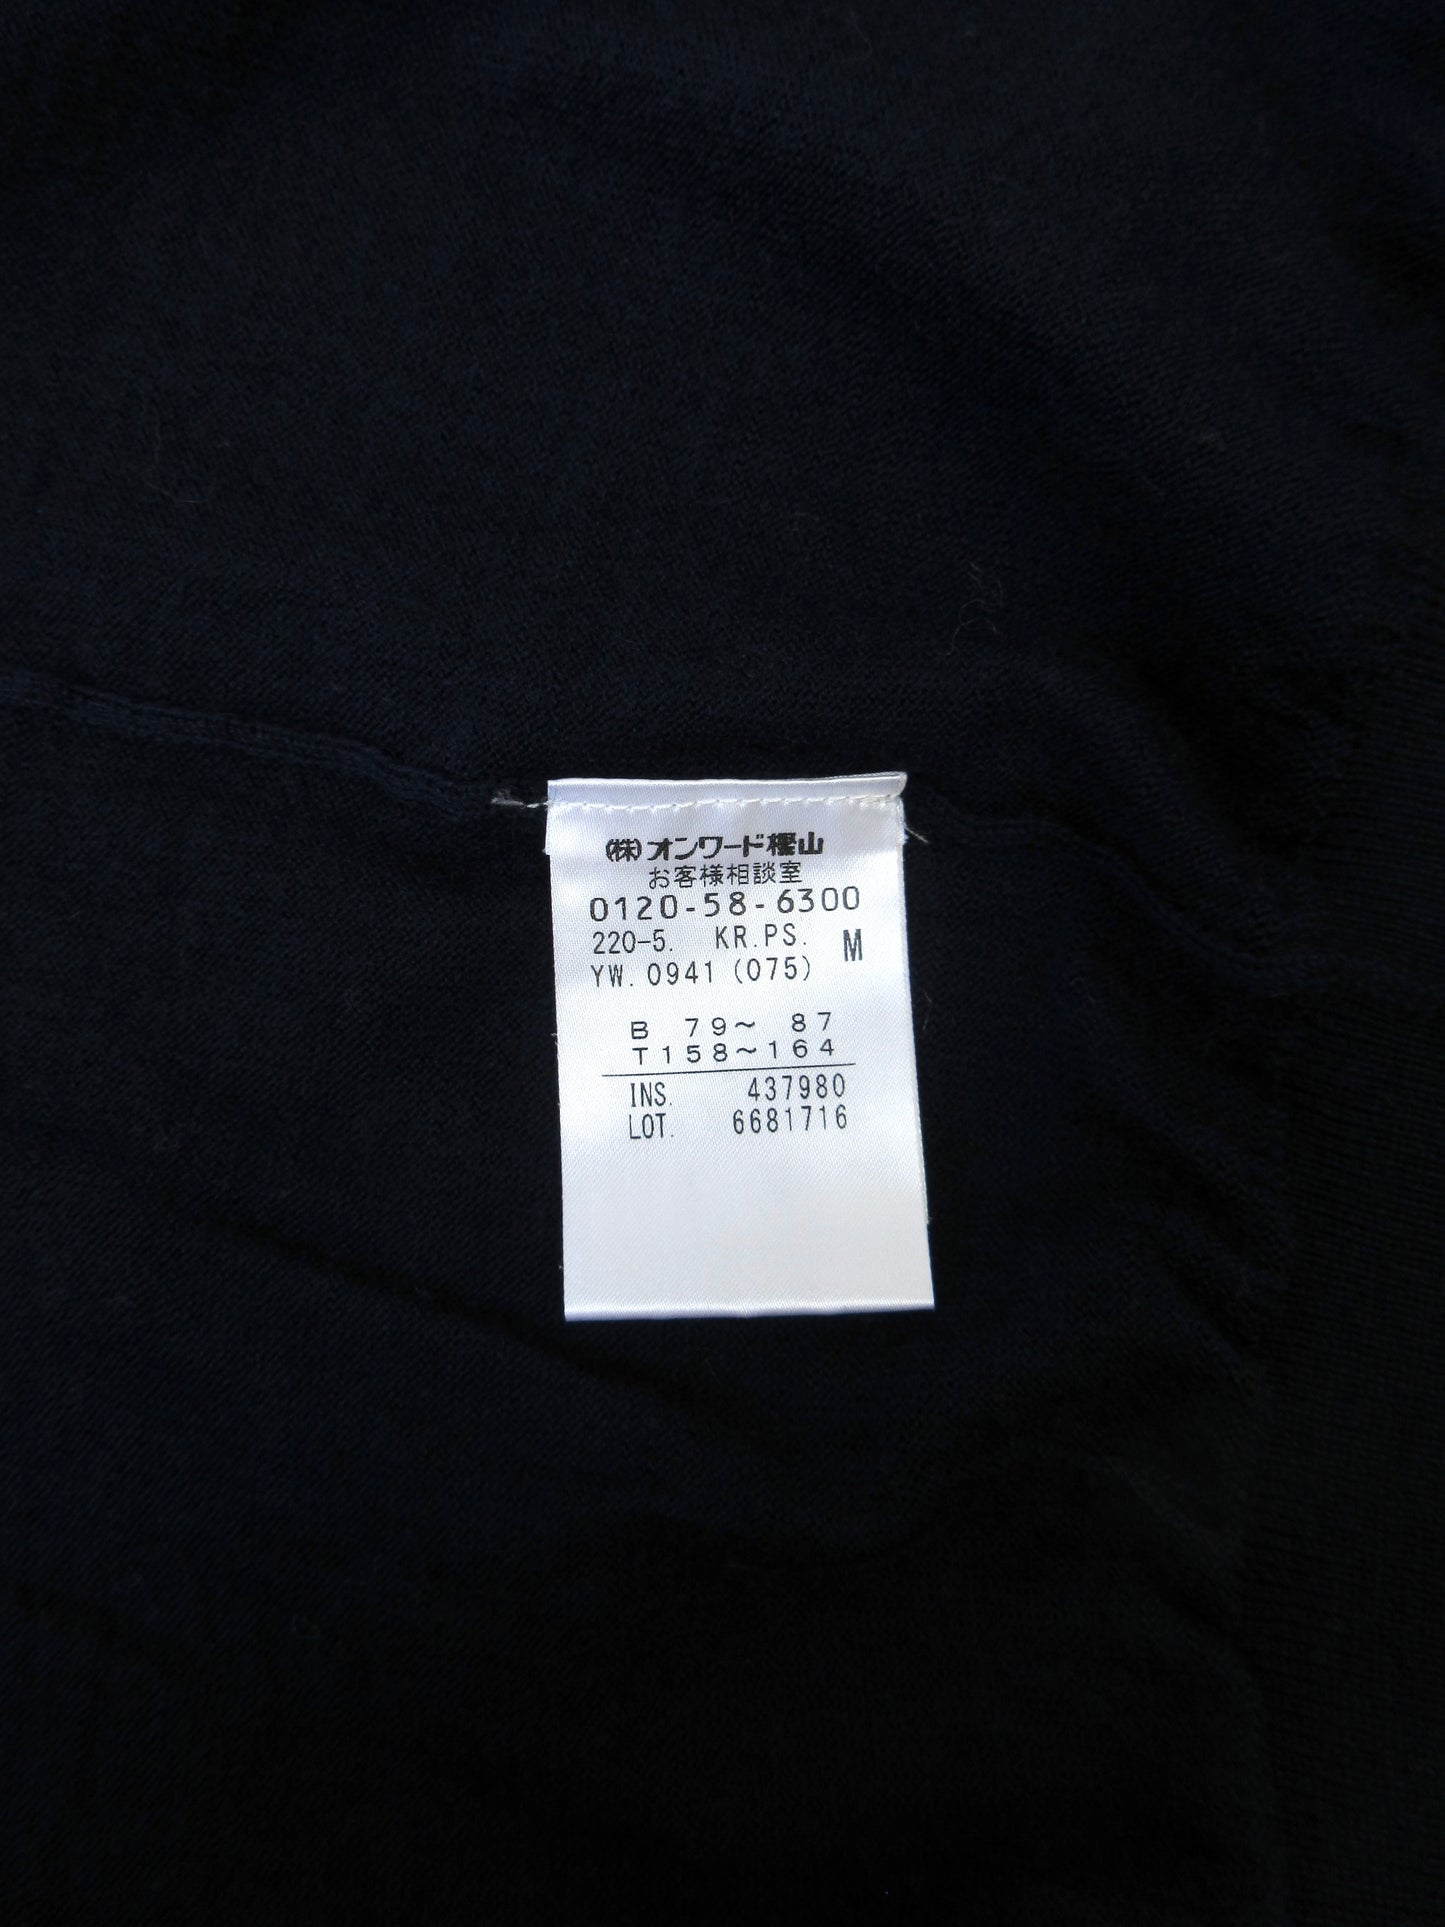 (株)オンワード樫山
お客様相談室
0120-58-6300
220-5. KR.PS. M
YW. 0941 (075)
B 79～ 87
T158～164
INS. 437980
LOT. 6681716